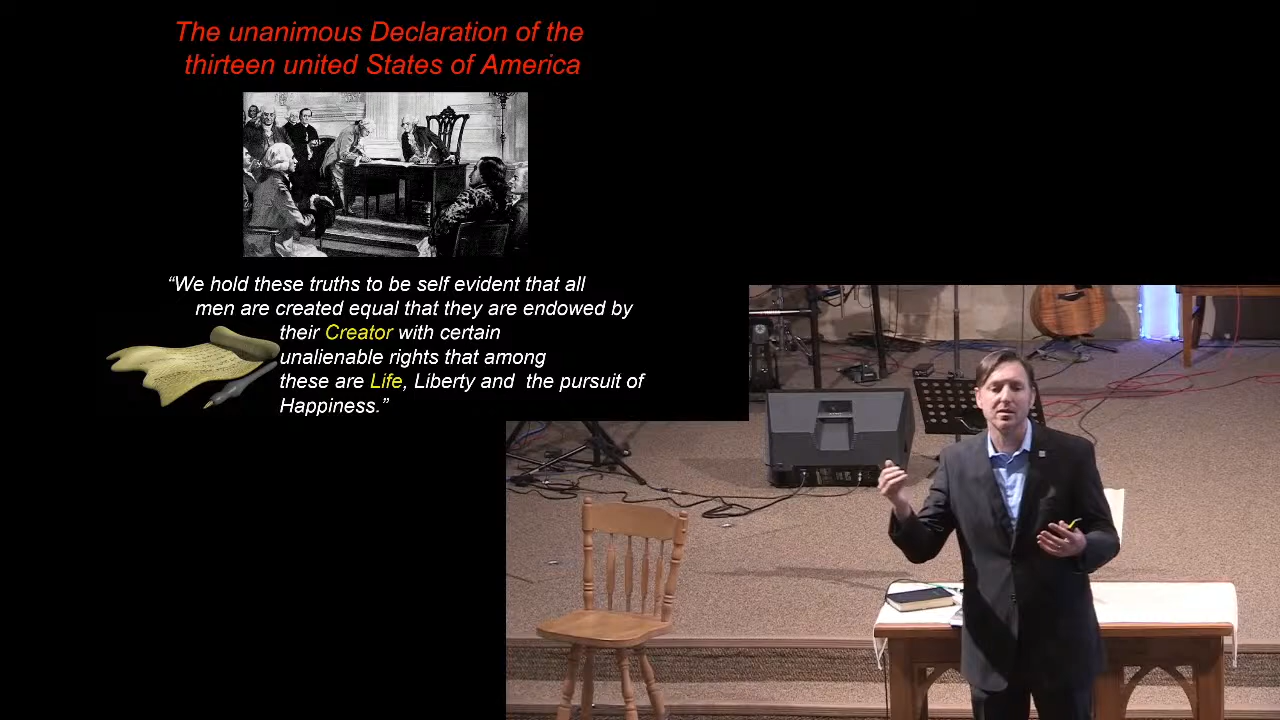 The unanimous Declaration of the
thirteen united States of America
“We hold these truths to be self evident that all
men are created equal that they are endowed by
their Creator with certain
unalienable rights that among
these are Life, Liberty and the pursuit of
Happiness.”